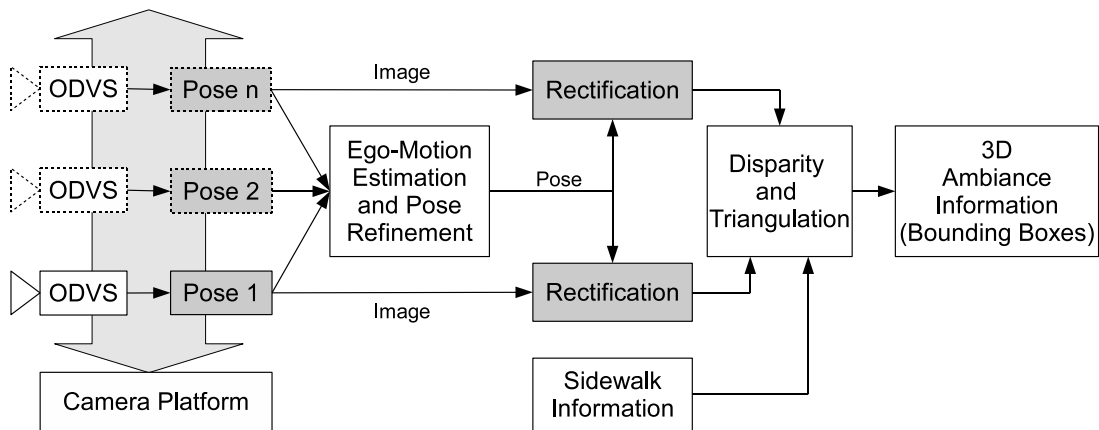 ODVS
Pose n
Image
Rectification
ODVS
Pose 2
Ego-Motion
Estimation
and Pose
Refinement
Pose
Disparity
and
Triangulation
3D
Ambiance
Information
(Bounding Boxes)
ODVS
Pose 1
Image
Rectification
Camera Platform
Sidewalk
Information